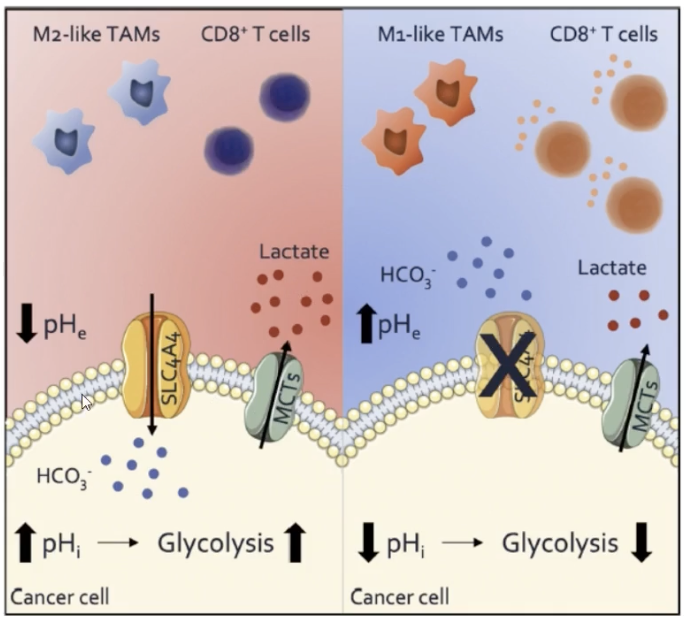 M2-like TAMs
CD8⁺ T cells
Lactate
pHₑ
SLC4A4
MCTs
HCO₃⁻
pHᵢ → Glycolysis
Cancer cell
M1-like TAMs
CD8⁺ T cells
HCO₃⁻
Lactate
pHₑ
SLC4A4
MCTs
pHᵢ → Glycolysis
Cancer cell